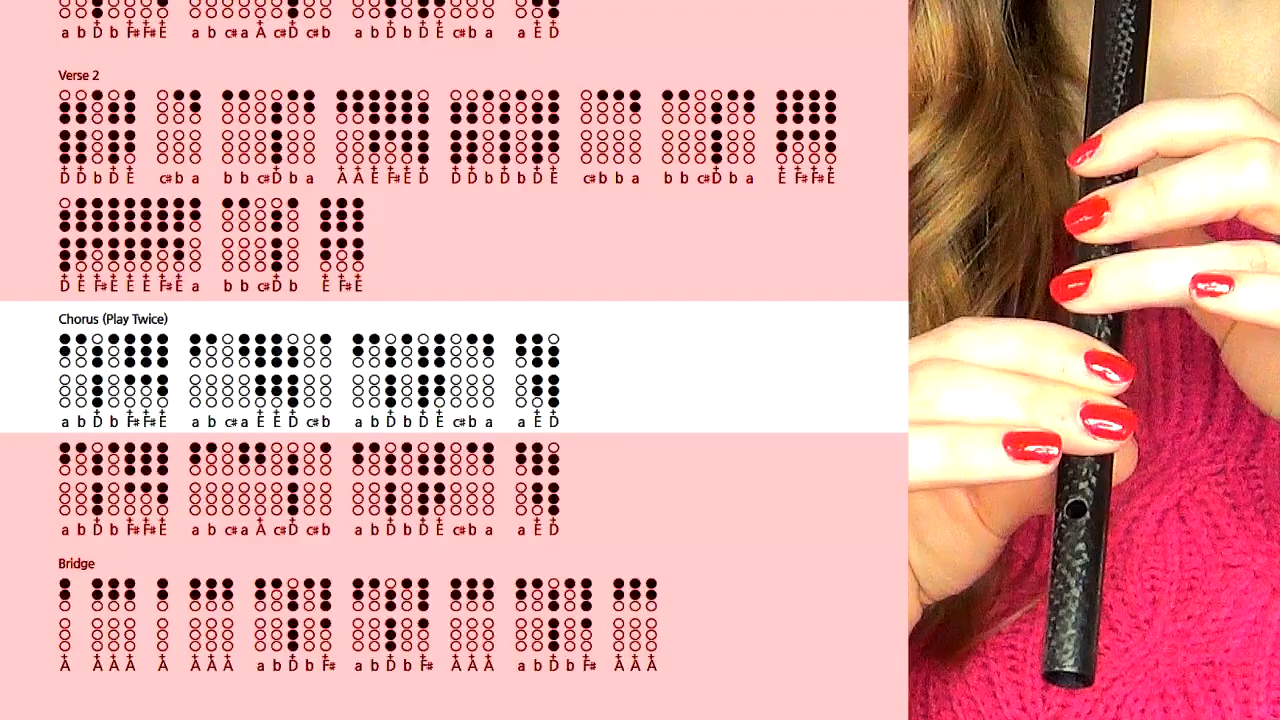 a b D b F# F# E a b c# a A c# D c# b a b D b D E c# b a a E D
Verse 2
D D b D E c# b a b b c# D b a A A E F# E D D D b D b D E c# b b a b b c# D b a E F# F# E
D E F# E E E F# E a b b c# D b E F# E
Chorus (Play Twice)
a b D b F# F# E a b c# a E E D c# b a b D b D E c# b a a E D
a b D b F# F# E a b c# a A c# D c# b a b D b D E c# b a a E D
Bridge
A A A A A A A A a b D b F# a b D b F# A A A a b D b F# A A A